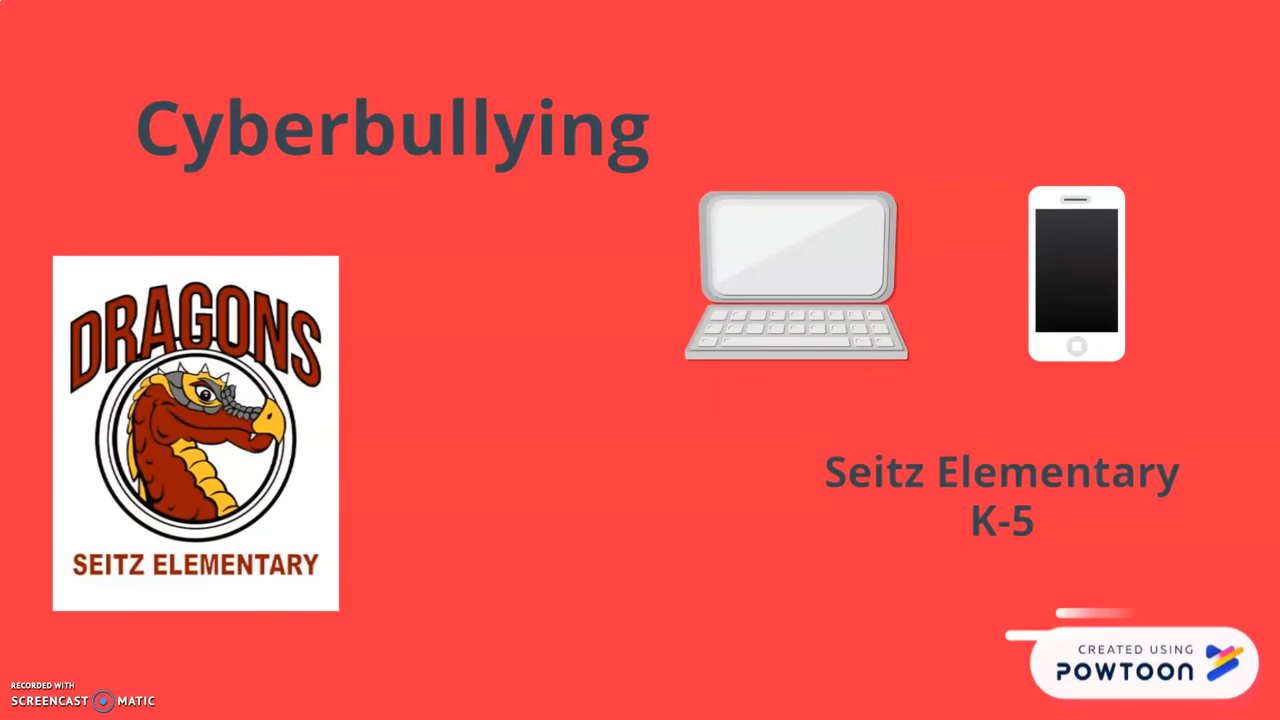 Cyberbullying
DRAGONS
SEITZ ELEMENTARY
Seitz Elementary
K-5
CREATED USING
POWTOON
RECORDED WITH
SCREENCAST MATIC